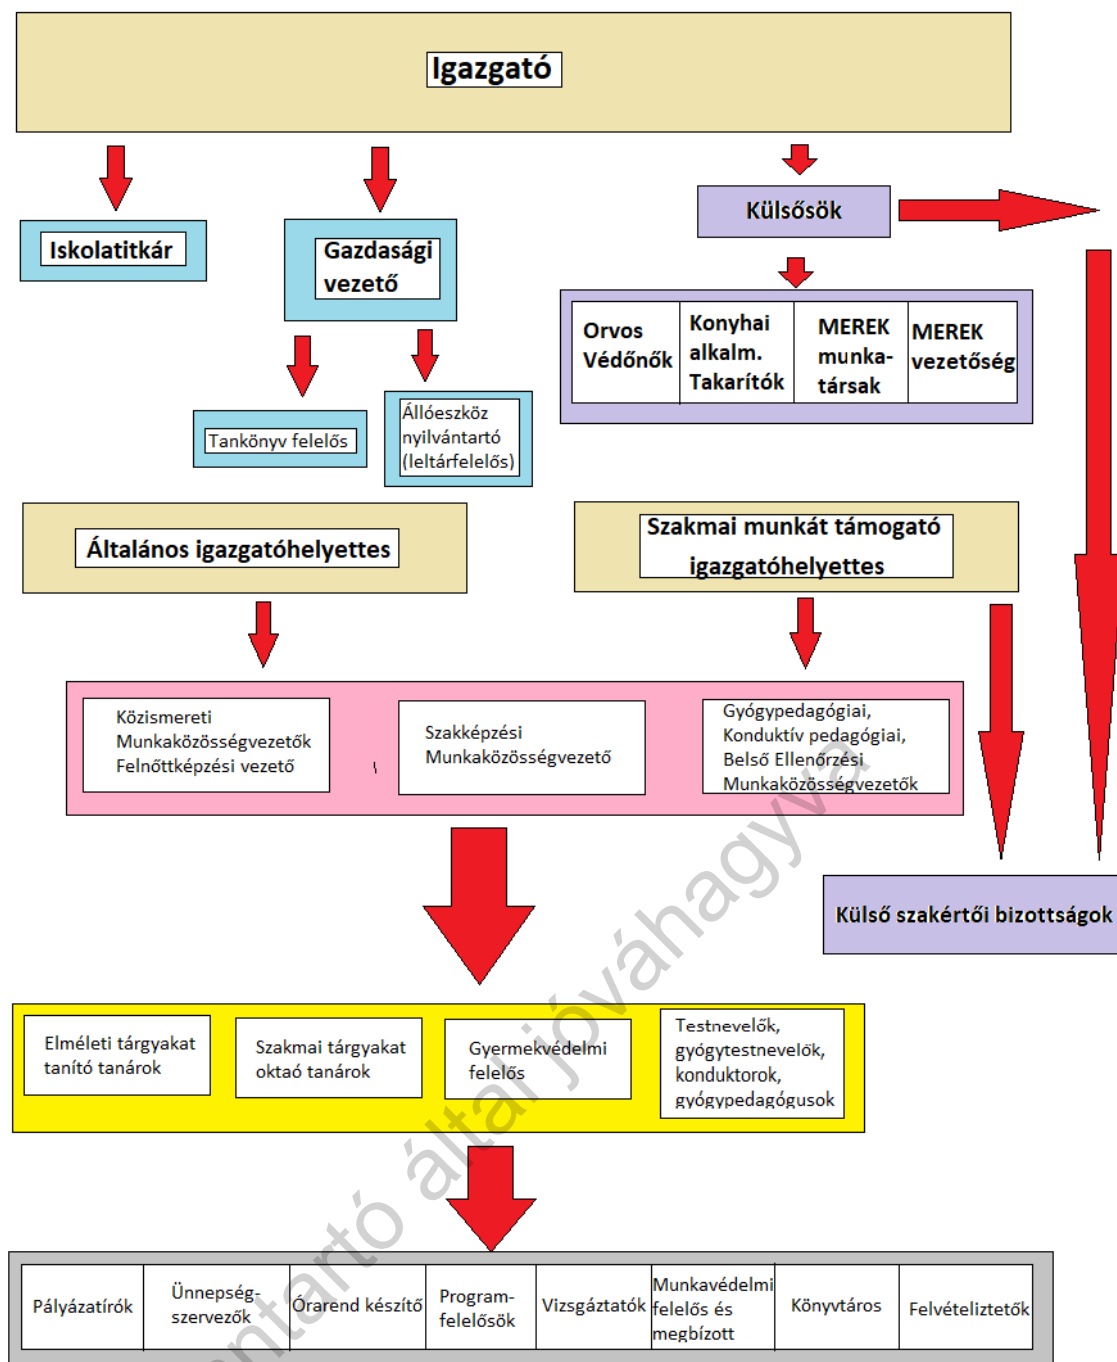 Igazgató
Iskolatitkár
Gazdasági
vezető
Külsősök
Orvos
Védőnők
Konyhai
alkalm.
Takarítók
MEREK
munka-
társak
MEREK
vezetőség
Tankönyv felelős
Állóeszköz
nyilvántartó
(leltárfelelős)
Általános igazgatóhelyettes
Szakmai munkát támogató
igazgatóhelyettes
Közismereti
Munkaközösségvezetők
Felnőttképzési vezető
Szakképzési
Munkaközösségvezető
Gyógypedagógiai,
Konduktív pedagógiai,
Belső Ellenőrzési
Munkaközösségvezetők
Külső szakértői bizottságok
Elméleti tárgyakat
tanító tanárok
Szakmai tárgyakat
oktaó tanárok
Gyermekvédelmi
felelős
Testnevelők,
gyógytestnevelők,
konduktorok,
gyógypedagógusok
Pályázatírók
Ünnepség-
szervezők
Órarend készítő
Program-
felelősök
Vizsgáztatók
Munkavédelmi
felelős és
megbízott
Könyvtáros
Felvételiztetők
által jóváhagyva